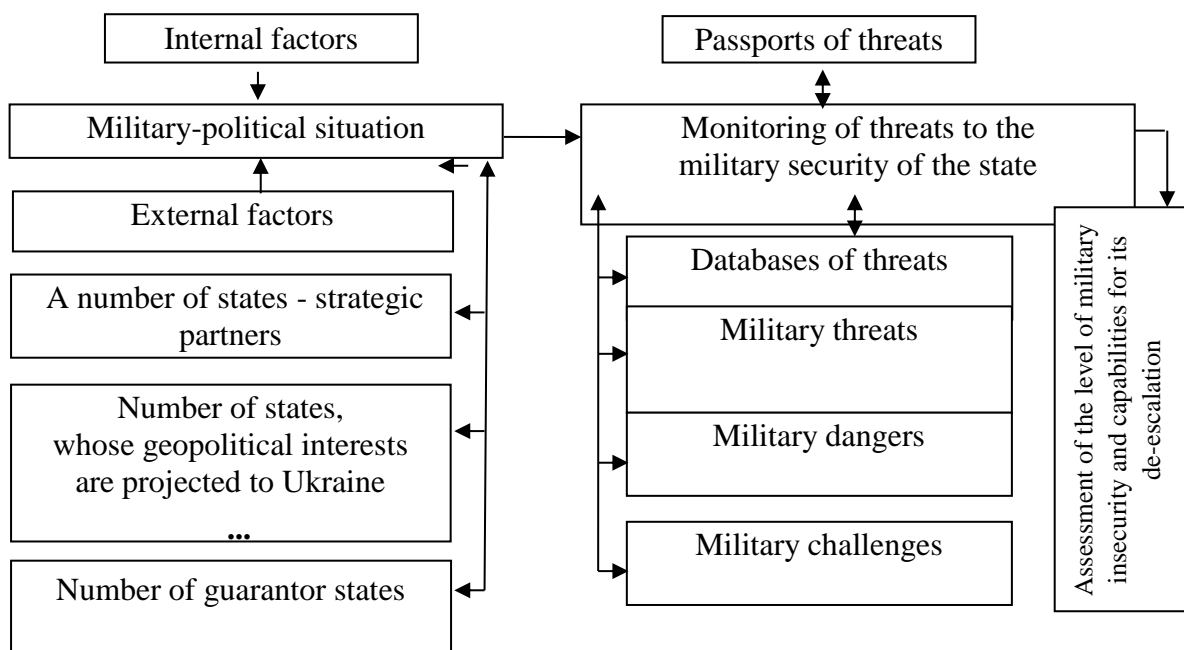 Internal factors
Military-political situation
External factors
A number of states - strategic
partners
Number of states,
whose geopolitical interests
are projected to Ukraine
...
Number of guarantor states
Passports of threats
Monitoring of threats to the
military security of the state
Databases of threats
Military threats
Military dangers
Military challenges
Assessment of the level of military
insecurity and capabilities for its
de-escalation